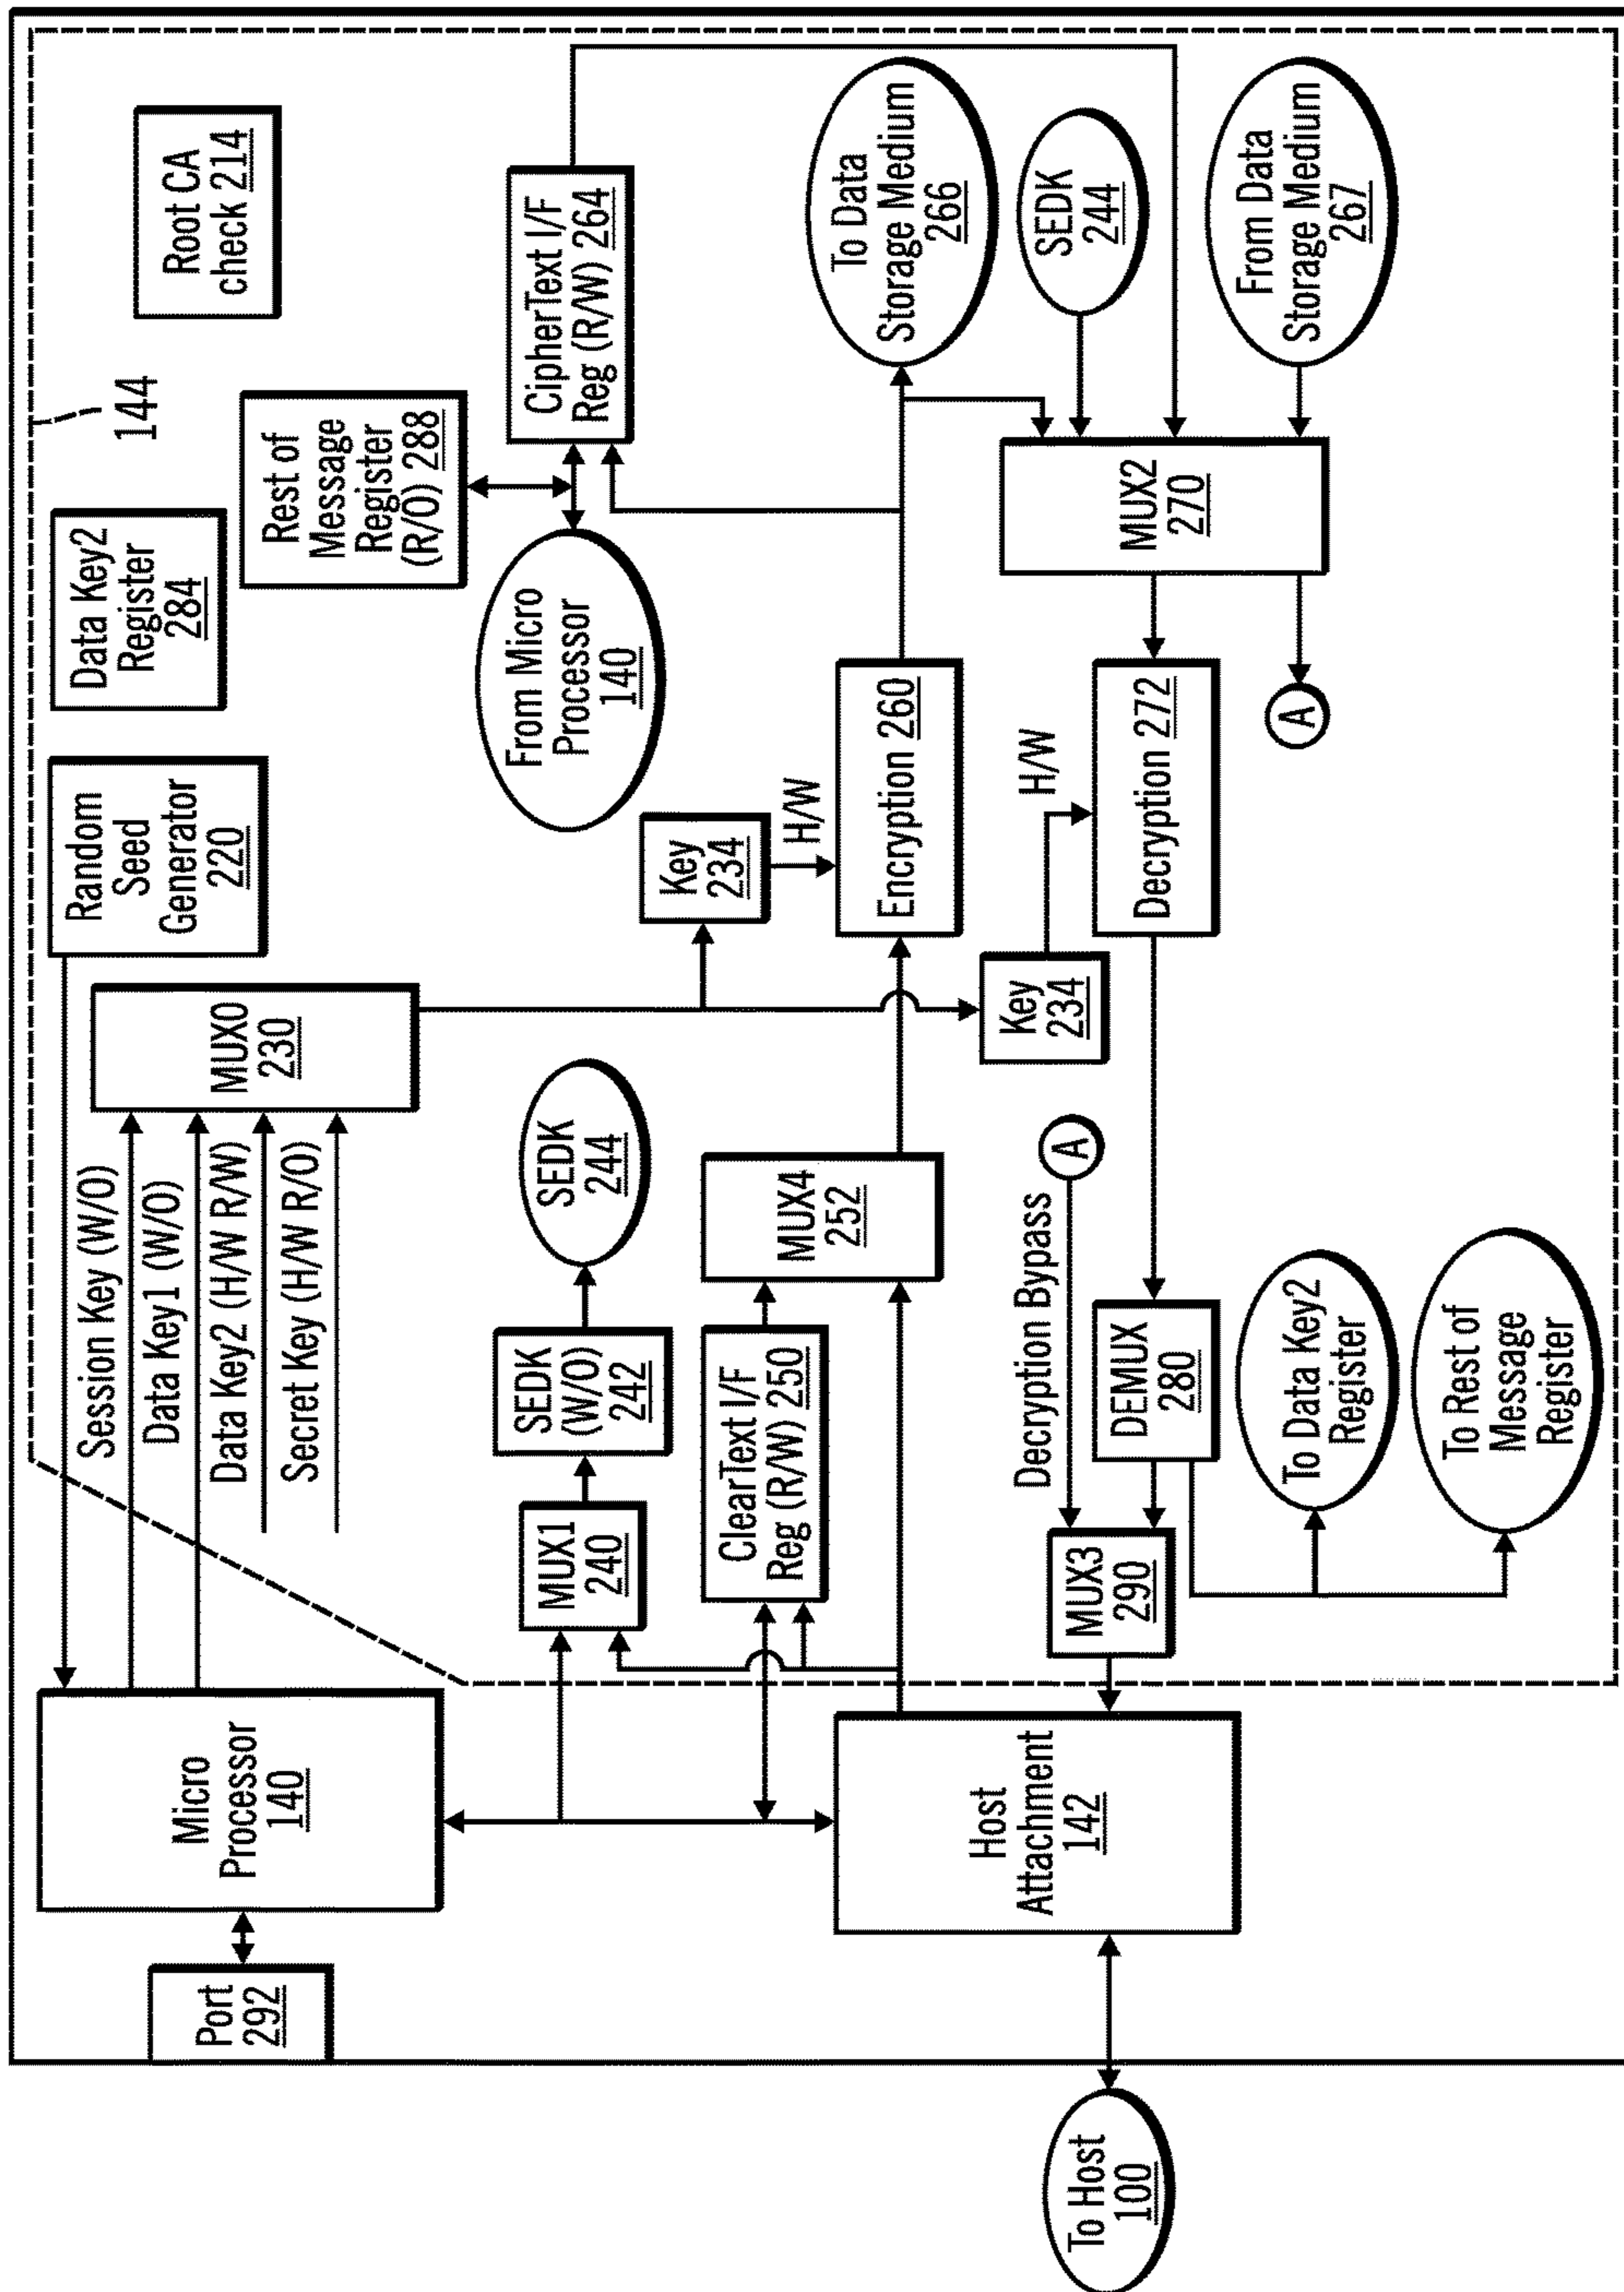 144
Port
292
Micro
Processor
140
Session Key (W/O)
Data Key1 (W/O)
Data Key2 (H/W R/W)
Secret Key (H/W R/O)
MUX0
230
Random
Seed
Generator
220
Data Key2
Register
284
Root CA
check 214
Rest of
Message
Register
(R/O) 288
From Micro
Processor
140
CipherText I/F
Reg (R/W) 264
MUX1
240
SEDK
(W/O)
242
SEDK
244
Key
234
H/W
ClearText I/F
Reg (R/W) 250
MUX4
252
Encryption 260
To Data
Storage Medium
266
SEDK
244
From Data
Storage Medium
267
To Host
100
Host
Attachment
142
MUX3
290
Decryption Bypass
A
DEMUX
280
Key
234
H/W
Decryption 272
MUX2
270
A
To Data Key2
Register
To Rest of
Message
Register